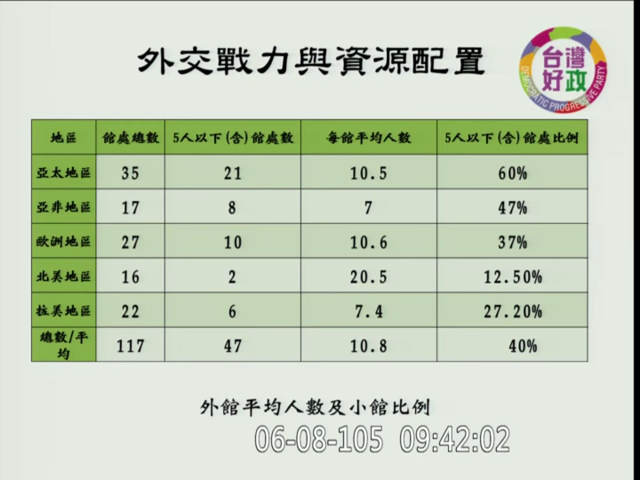 外交戰力與資源配置
台灣
好政
DEMOCRATIC PROGRESSIVE PARTY
地區 館處總數 5人以下(含)館處數 每館平均人數 5人以下(含)館處比例
亞太地區 35 21 10.5 60%
亞非地區 17 8 7 47%
歐洲地區 27 10 10.6 37%
北美地區 16 2 20.5 12.50%
拉美地區 22 6 7.4 27.20%
總數/平均 117 47 10.8 40%
外館平均人數及小館比例
06-08-105 09:42:02